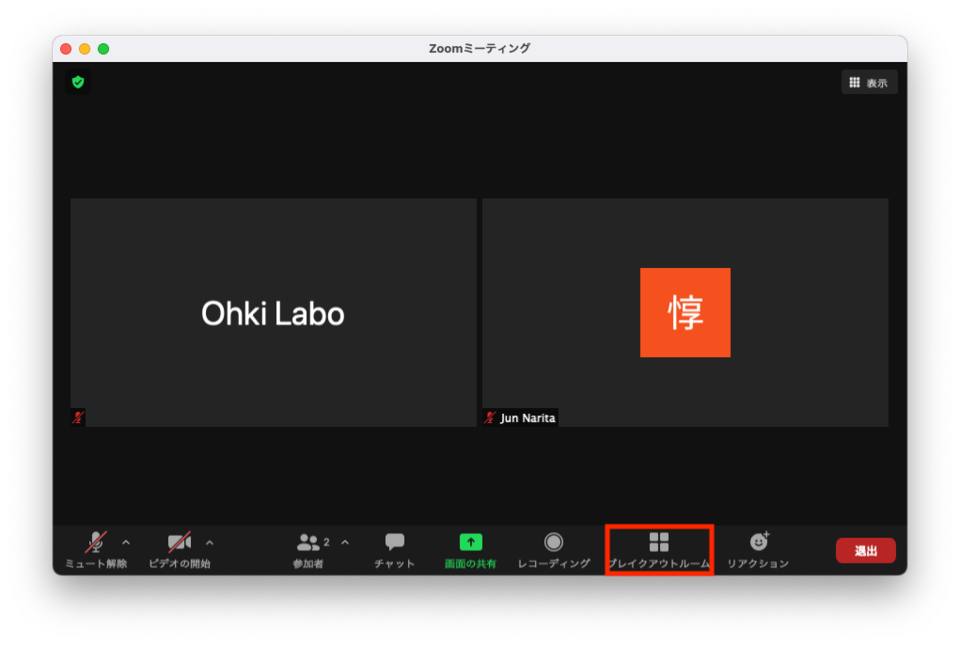 Zoomミーティング
表示
Ohki Labo
惇
Jun Narita
2
ミュート解除 ビデオの開始 参加者 チャット 画面の共有 レコーディング ブレイクアウトルーム リアクション 退出